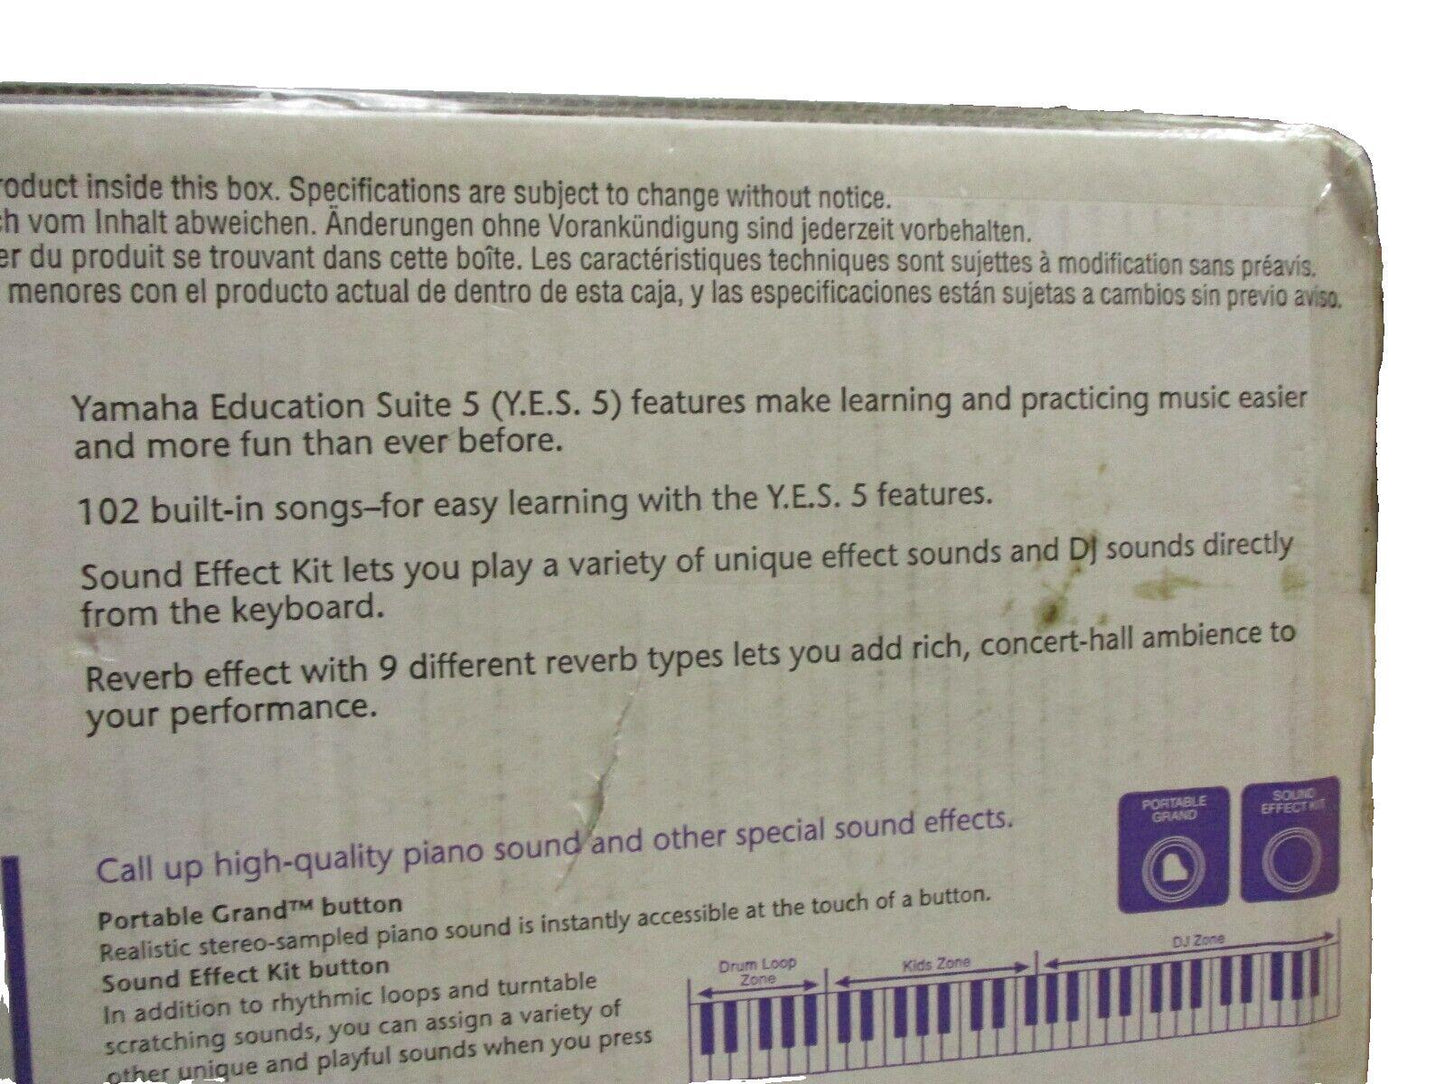 roduct inside this box. Specifications are subject to change without notice.
ch vom Inhalt abweichen. Änderungen ohne Vorankündigung sind jederzeit vorbehalten.
er du produit se trouvant dans cette boîte. Les caractéristiques techniques sont sujettes à modification sans préavis.
menores con el producto actual de dentro de esta caja, y las especificaciones están sujetas a cambios sin previo aviso.
Yamaha Education Suite 5 (Y.E.S. 5) features make learning and practicing music easier
and more fun than ever before.
102 built-in songs–for easy learning with the Y.E.S. 5 features.
Sound Effect Kit lets you play a variety of unique effect sounds and DJ sounds directly
from the keyboard.
Reverb effect with 9 different reverb types lets you add rich, concert-hall ambience to
your performance.
Call up high-quality piano sound and other special sound effects.
PORTABLE
GRAND
SOUND
EFFECT KIT
Portable Grand™ button
Realistic stereo-sampled piano sound is instantly accessible at the touch of a button.
Sound Effect Kit button
In addition to rhythmic loops and turntable
scratching sounds, you can assign a variety of
other unique and playful sounds when you press
Drum Loop
Zone
Kids Zone
DJ Zone